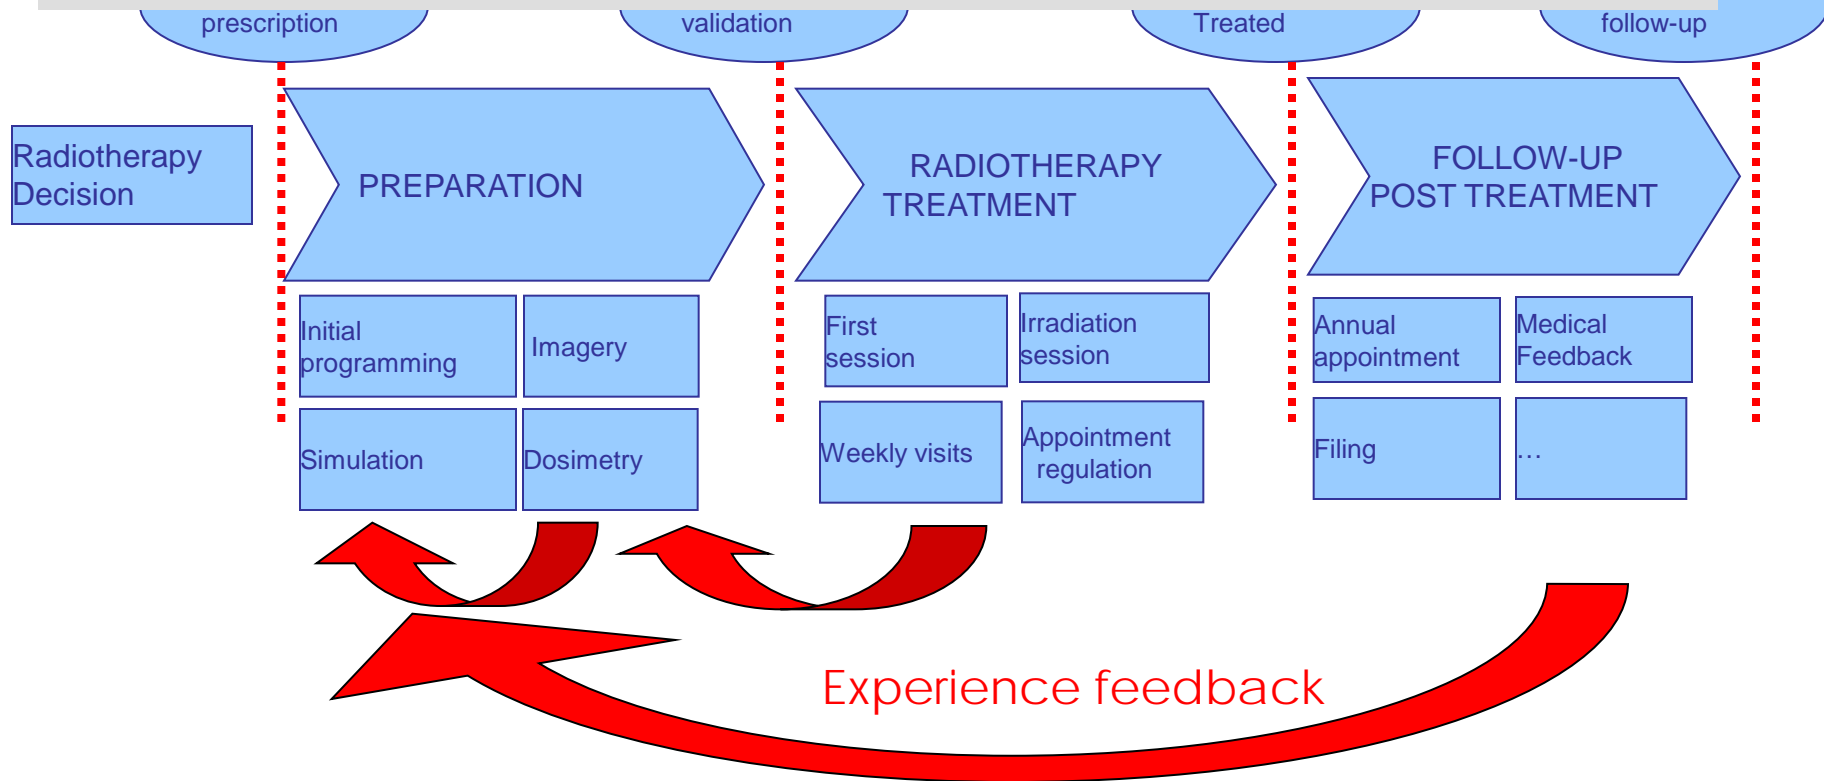 prescription
validation
Treated
follow-up
Radiotherapy
Decision
PREPARATION
RADIOTHERAPY
TREATMENT
FOLLOW-UP
POST TREATMENT
Initial
programming
Imagery
Simulation
Dosimetry
First
session
Irradiation
session
Weekly visits
Appointment
regulation
Annual
appointment
Medical
Feedback
Filing
…
Experience feedback